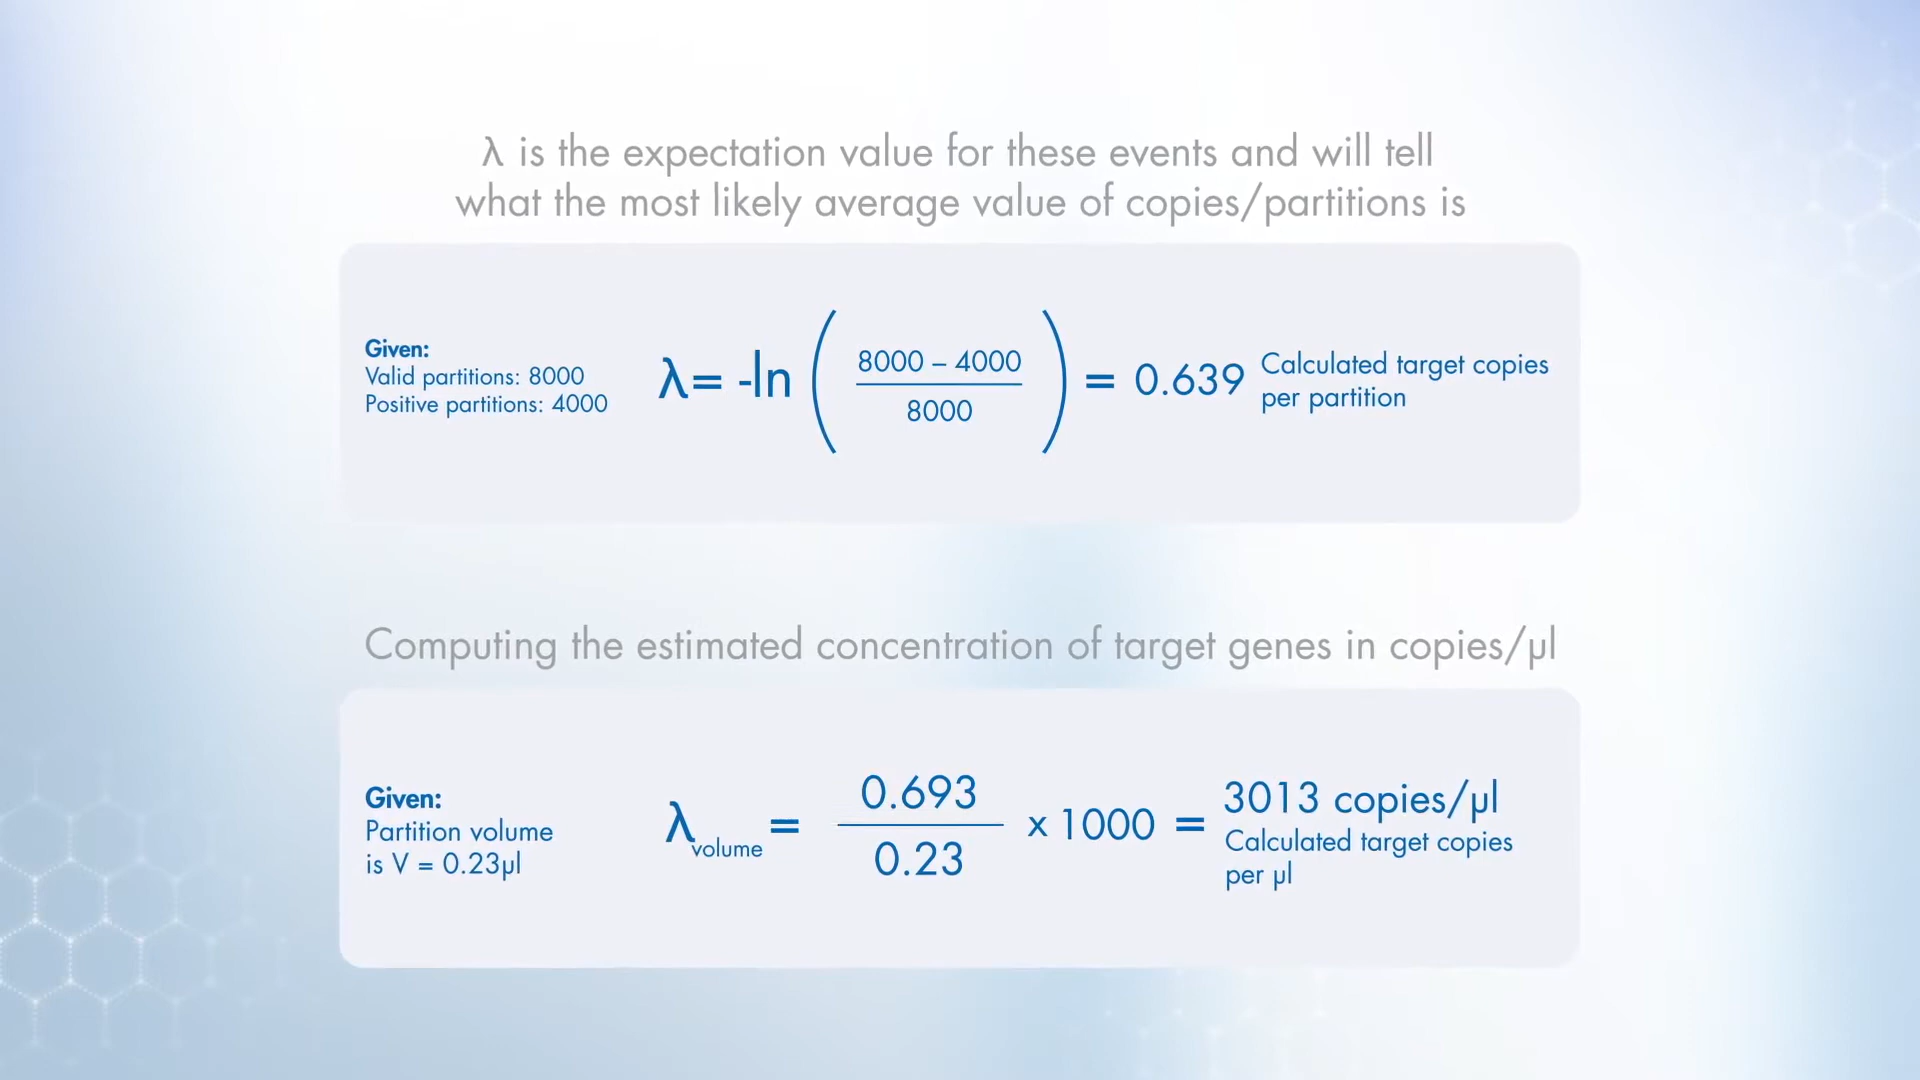 λ is the expectation value for these events and will tell
what the most likely average value of copies/partitions is
Given:
Valid partitions: 8000
Positive partitions: 4000
λ= -ln ( 8000 – 4000 / 8000 ) = 0.639
Calculated target copies
per partition
Computing the estimated concentration of target genes in copies/µl
Given:
Partition volume
is V = 0.23µl
λvolume = 0.693 / 0.23 x 1000 = 3013 copies/µl
Calculated target copies
per µl